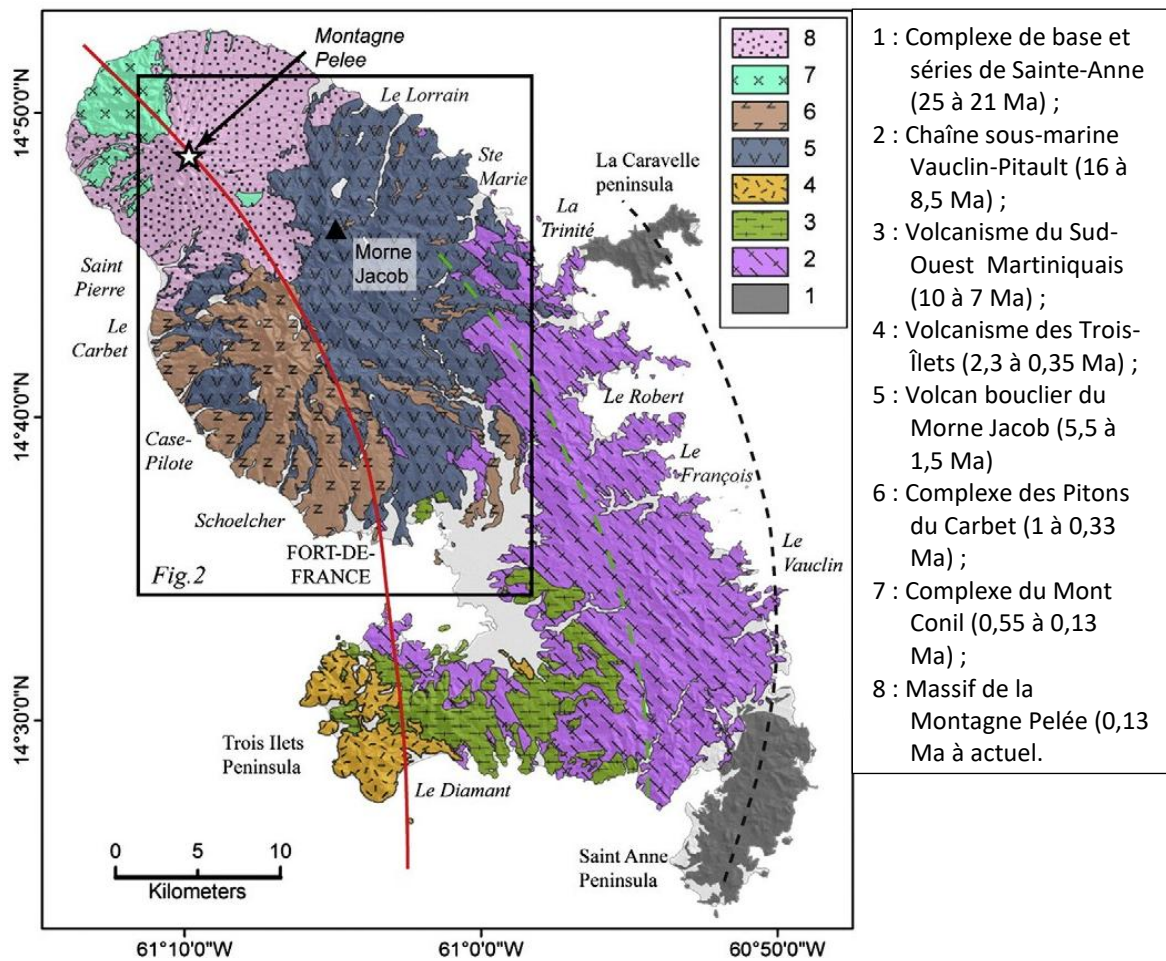 Montagne
Pelee
Le Lorrain
Ste
Marie
La Caravelle
peninsula
La
Trinité
Morne
Jacob
Saint
Pierre
Le
Carbet
Le Robert
Case-
Pilote
Le
François
Schoelcher
Le
Vauclin
FORT-DE-
FRANCE
Fig.2
Trois Ilets
Peninsula
Le Diamant
Saint Anne
Peninsula
0 5 10
Kilometers
14°50'0"N
14°40'0"N
14°30'0"N
61°10'0"W 61°0'0"W 60°50'0"W
8
7
6
5
4
3
2
1
1 : Complexe de base et
séries de Sainte-Anne
(25 à 21 Ma) ;
2 : Chaîne sous-marine
Vauclin-Pitault (16 à
8,5 Ma) ;
3 : Volcanisme du Sud-
Ouest Martiniquais
(10 à 7 Ma) ;
4 : Volcanisme des Trois-
Îlets (2,3 à 0,35 Ma) ;
5 : Volcan bouclier du
Morne Jacob (5,5 à
1,5 Ma)
6 : Complexe des Pitons
du Carbet (1 à 0,33
Ma) ;
7 : Complexe du Mont
Conil (0,55 à 0,13
Ma) ;
8 : Massif de la
Montagne Pelée (0,13
Ma à actuel.